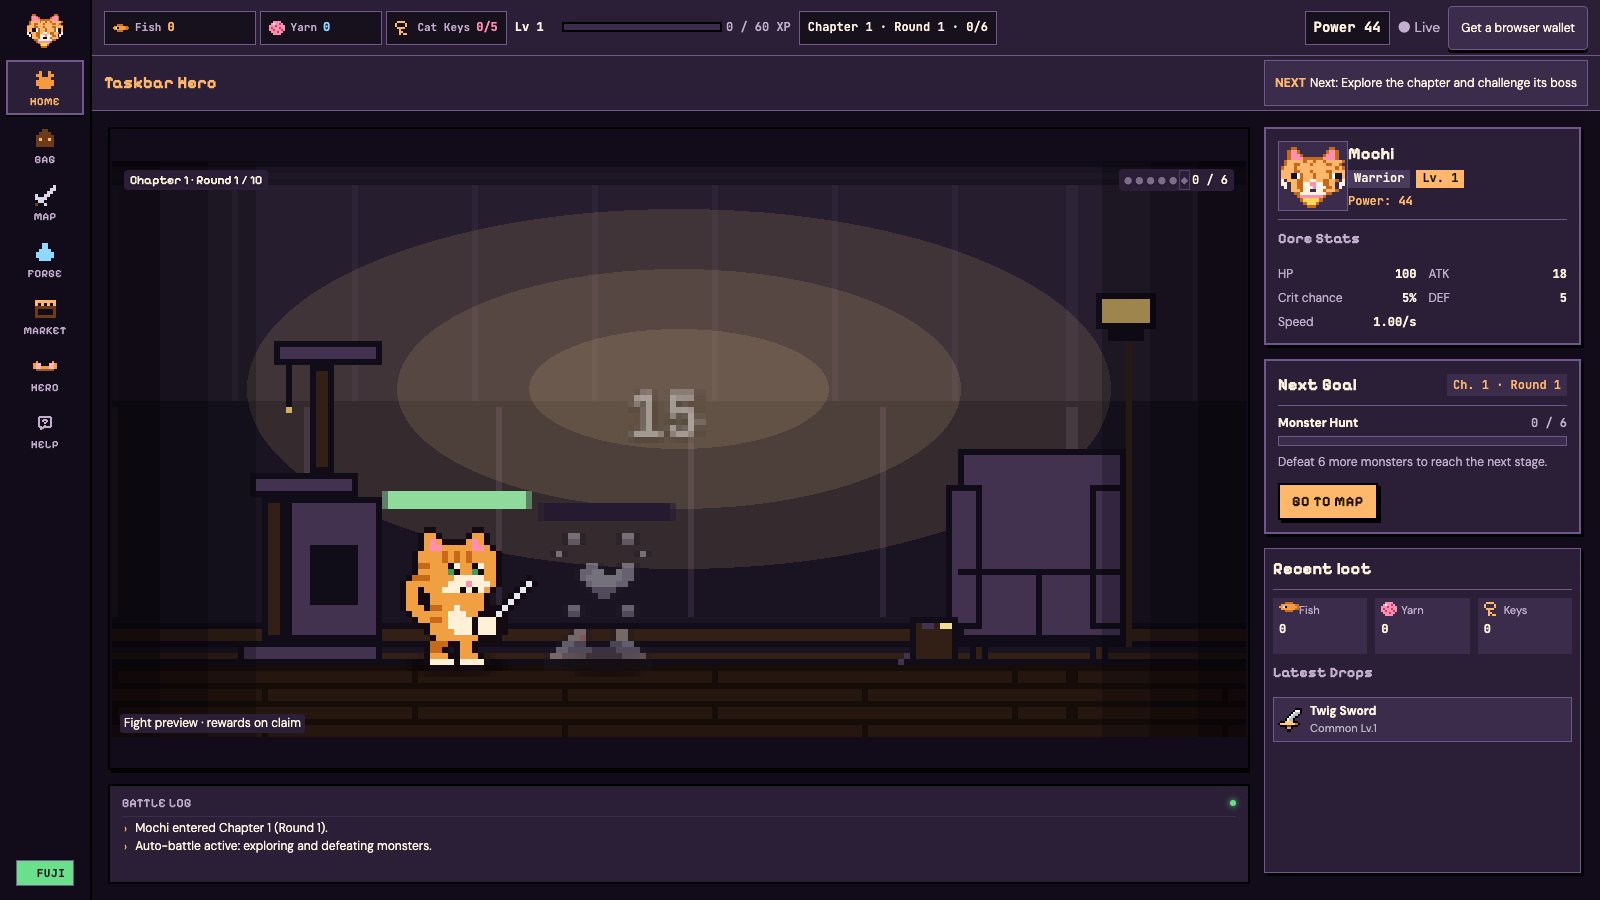 Fish 0
Yarn 0
Cat Keys 0/5
Lv 1
0 / 60 XP
Chapter 1 · Round 1 · 0/6
Power 44
Live
Get a browser wallet
Taskbar Hero
NEXT Next: Explore the chapter and challenge its boss
HOME
BAG
MAP
FORGE
MARKET
HERO
HELP
FUJI
Chapter 1 · Round 1 / 10
0 / 6
15
Fight preview · rewards on claim
BATTLE LOG
› Mochi entered Chapter 1 (Round 1).
› Auto-battle active: exploring and defeating monsters.
Mochi
Warrior Lv. 1
Power: 44
Core Stats
HP 100 ATK 18
Crit chance 5% DEF 5
Speed 1.00/s
Next Goal
Ch. 1 · Round 1
Monster Hunt 0 / 6
Defeat 6 more monsters to reach the next stage.
GO TO MAP
Recent loot
Fish
0
Yarn
0
Keys
0
Latest Drops
Twig Sword
Common Lv.1